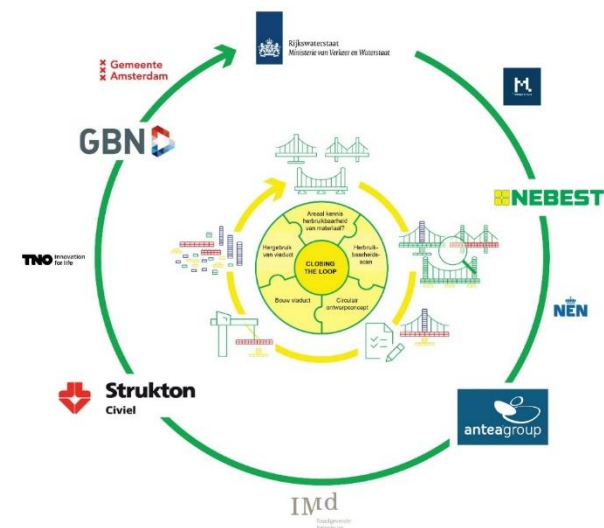 Rijkswaterstaat
Ministerie van Verkeer en Waterstaat
Gemeente
Amsterdam
M.
GBN
NEBEST
Areaal kennis
herbruikbaarheid
van materiaal?
Hergebruik
van viaduct
Herbruik-
baarheids-
scan
CLOSING
THE LOOP
Bouw viaduct
Circulair
ontwerpconcept
TNO innovation
for life
NEN
Strukton
Civiel
anteagroup
IMd
Raadgevende